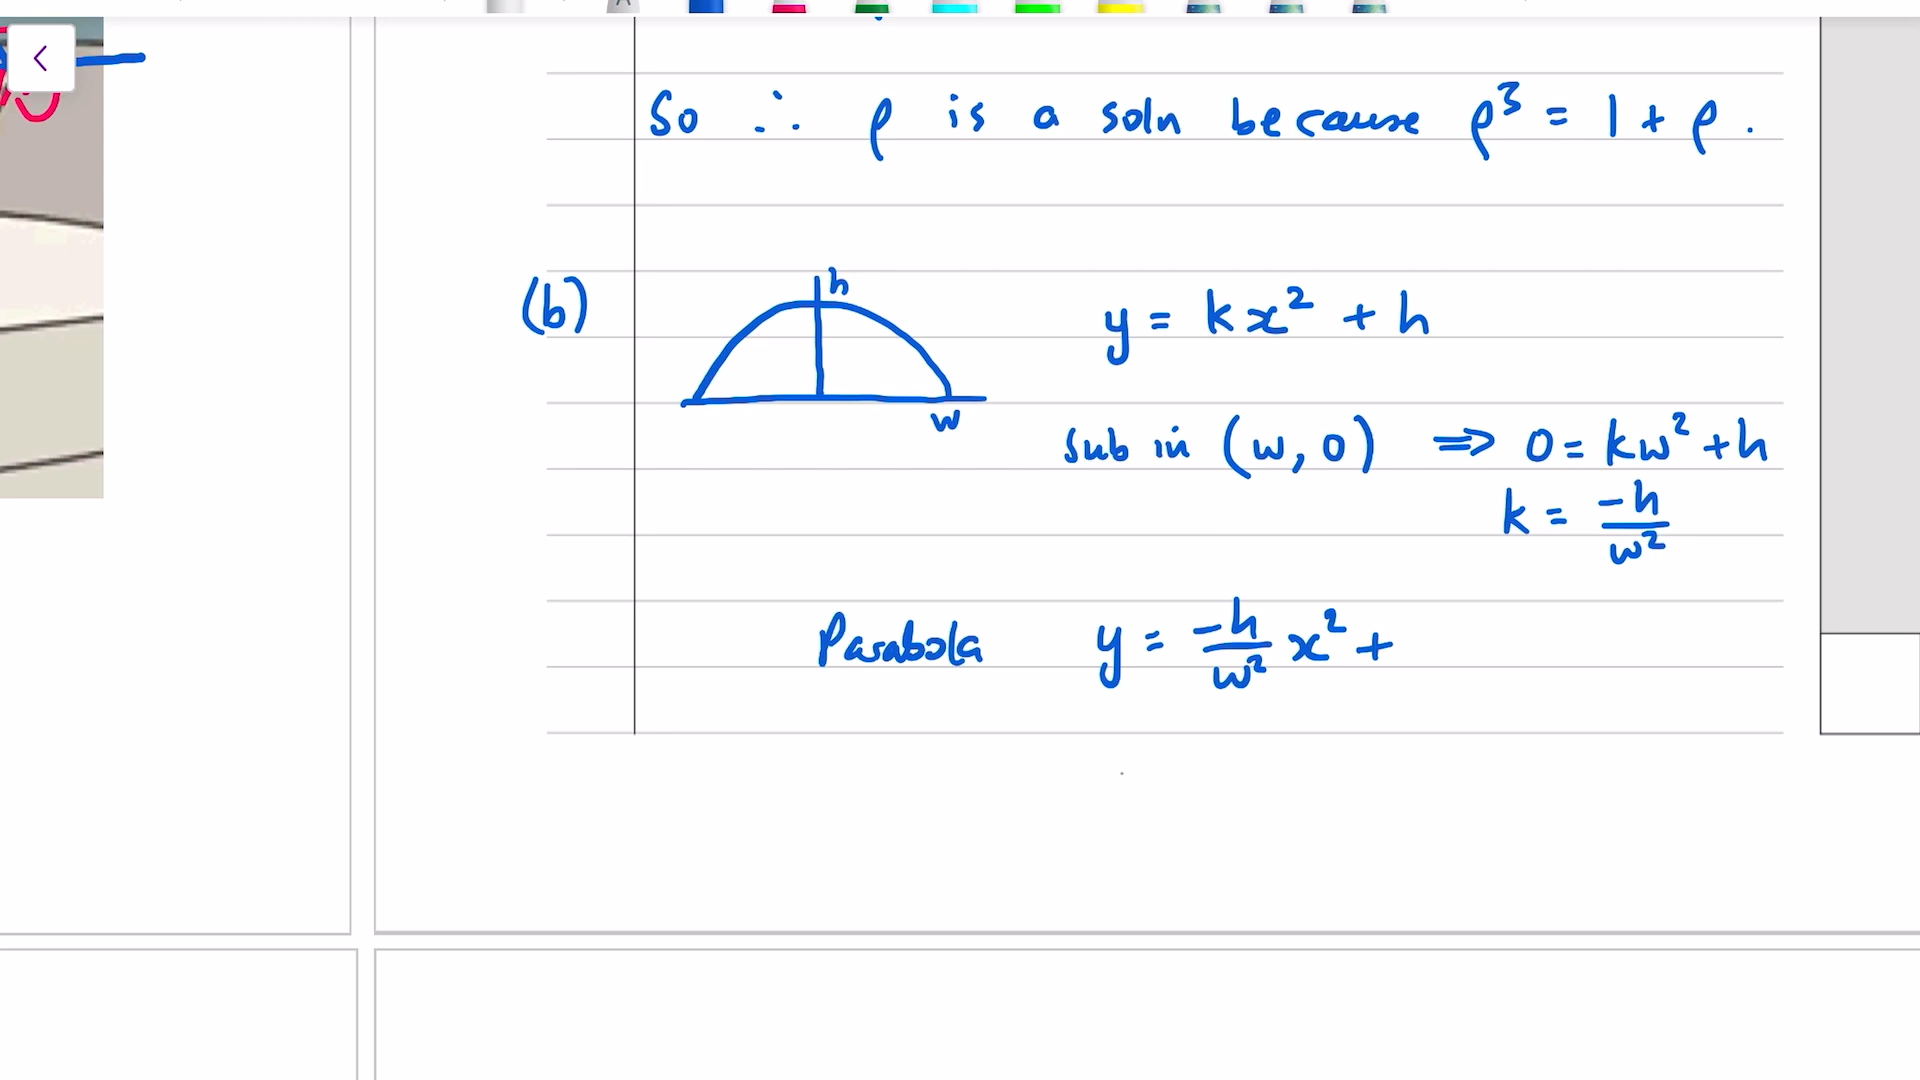 So ∴ ρ is a soln because ρ³ = 1 + ρ.
(b) h y = kx² + h
w
Sub in (w, 0) ⇒ 0 = kw² + h
k = -h/w²
Parabola y = -h/w² x² +